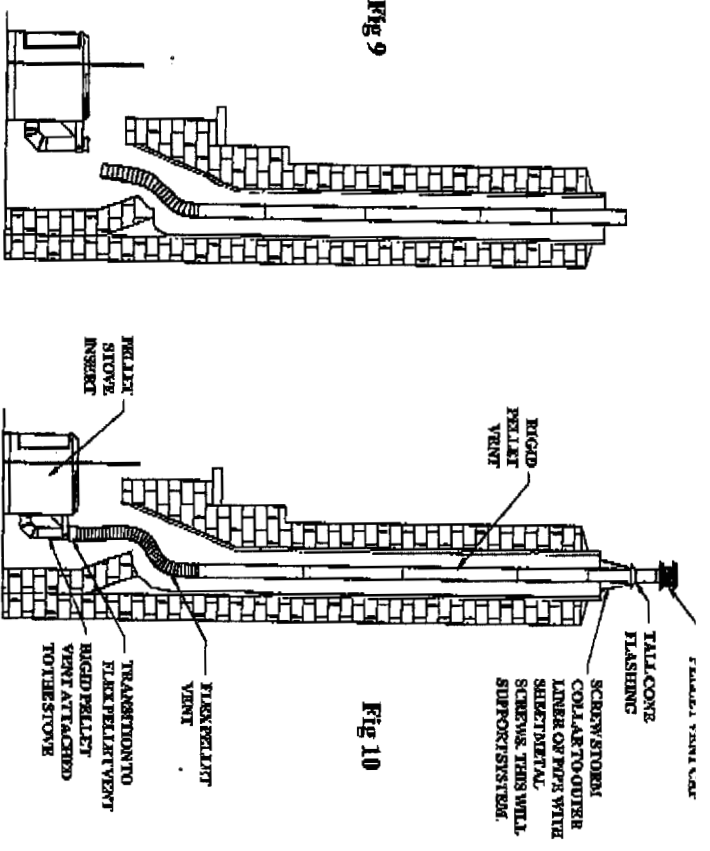 Fig 9
PELLET
STOVE
INSERT
RIGID
PELLET
VENT
TALL CONE
FLASHING
SCREW STORM
COLLAR TO OUTER
LINER OF PIPE WITH
SHEET METAL
SCREWS. THIS WILL
SUPPORT SYSTEM.
Fig 10
FLEX PELLET
VENT
TRANSITION TO
FLEX PELLET VENT
RIGID PELLET
VENT ATTACHED
TO THE STOVE